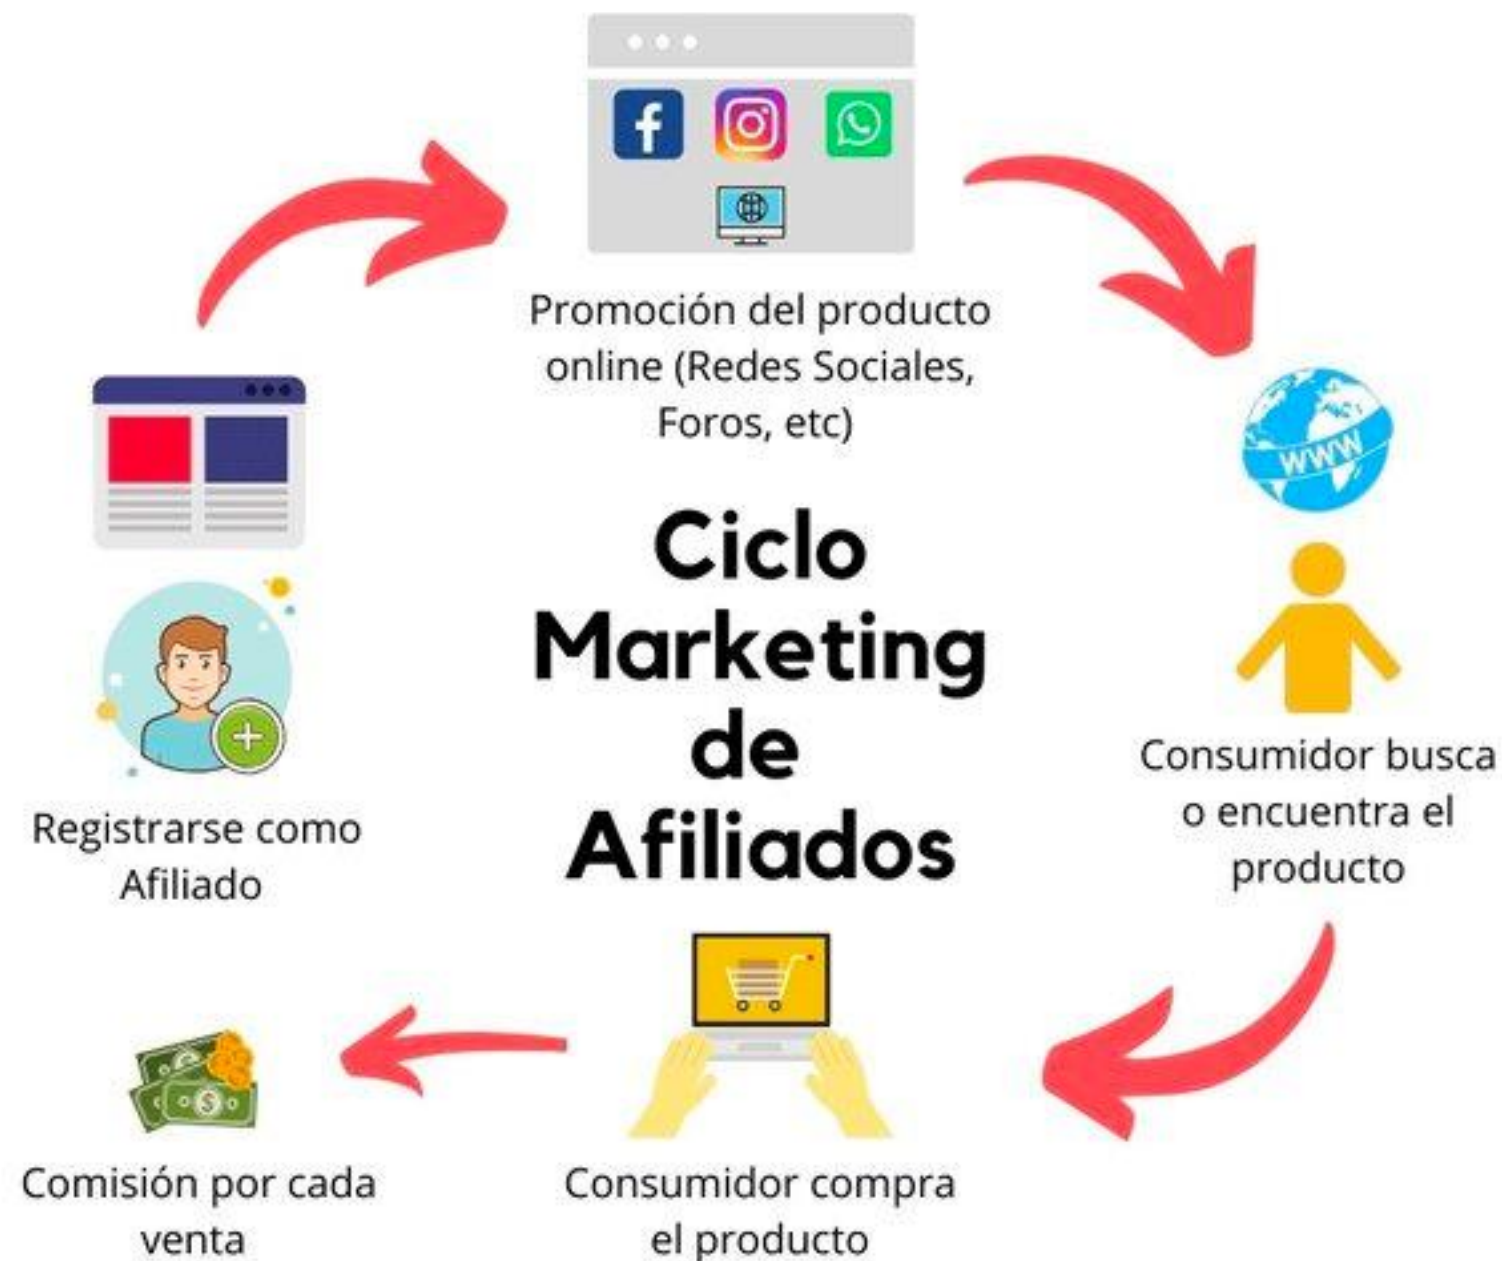 Promoción del producto
online (Redes Sociales,
Foros, etc)
WWW
Ciclo
Marketing
de
Afiliados
Consumidor busca
o encuentra el
producto
Registrarse como
Afiliado
Comisión por cada
venta
Consumidor compra
el producto